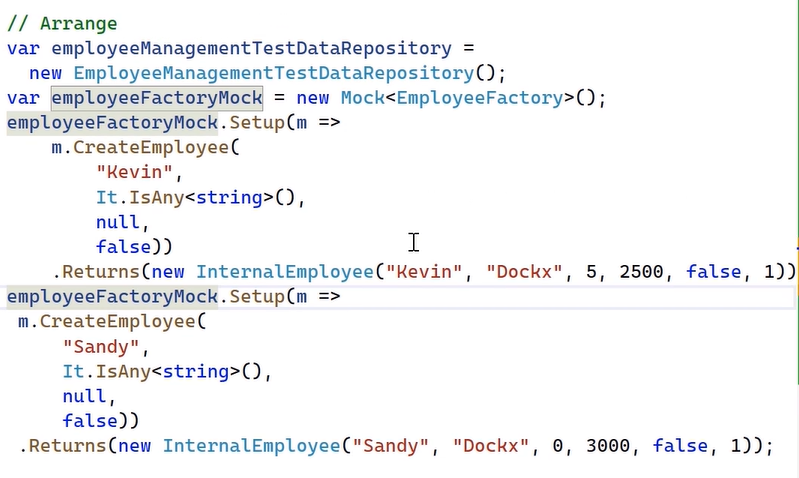 // Arrange
var employeeManagementTestDataRepository =
  new EmployeeManagementTestDataRepository();
var employeeFactoryMock = new Mock<EmployeeFactory>();
employeeFactoryMock.Setup(m =>
    m.CreateEmployee(
        "Kevin",
        It.IsAny<string>(),
        null,
        false))
    .Returns(new InternalEmployee("Kevin", "Dockx", 5, 2500, false, 1))
employeeFactoryMock.Setup(m =>
 m.CreateEmployee(
     "Sandy",
     It.IsAny<string>(),
     null,
     false))
 .Returns(new InternalEmployee("Sandy", "Dockx", 0, 3000, false, 1));